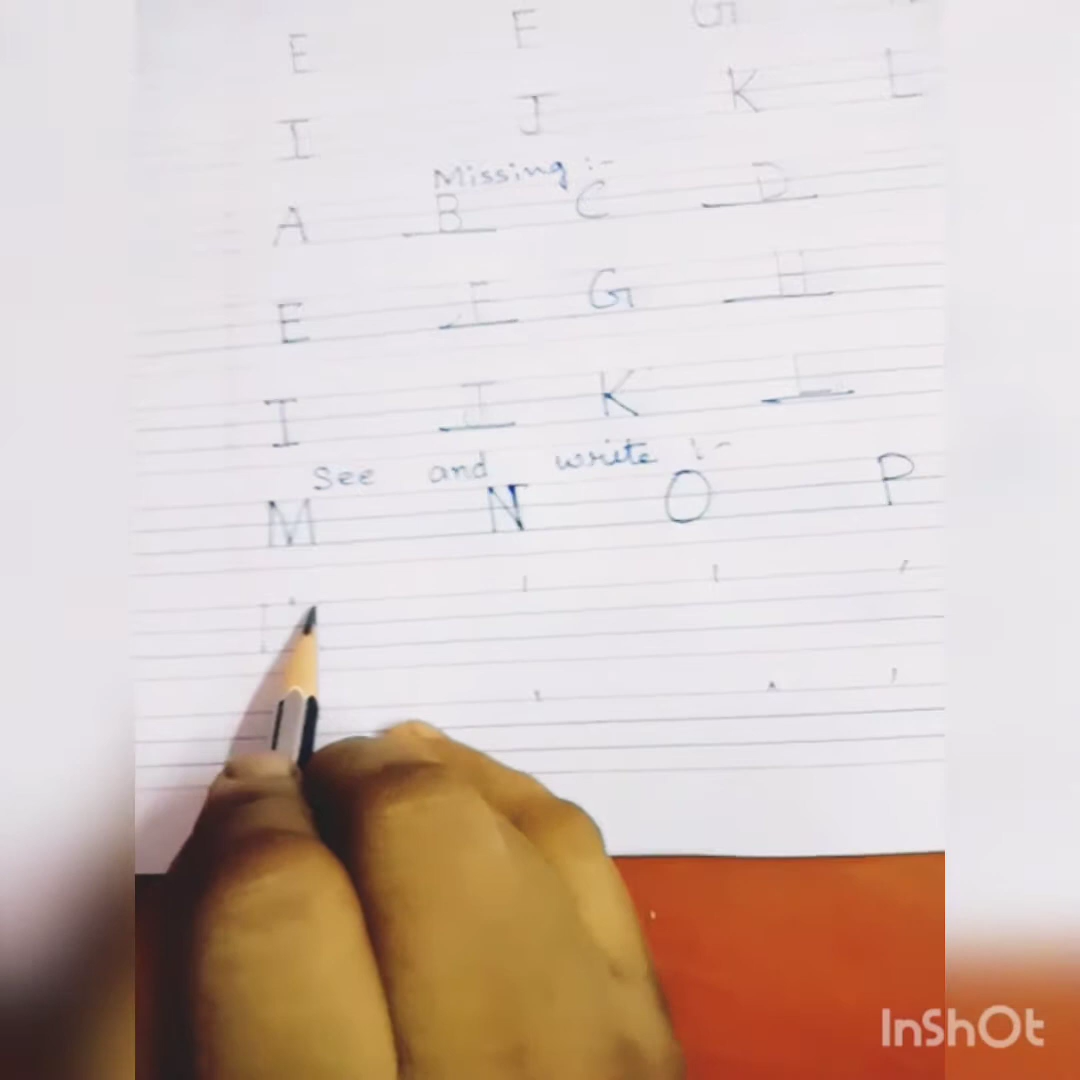 E F G
I J K L
Missing :-
A B C D
E F G H
I J K L
See and write :-
M N O P
InShOt